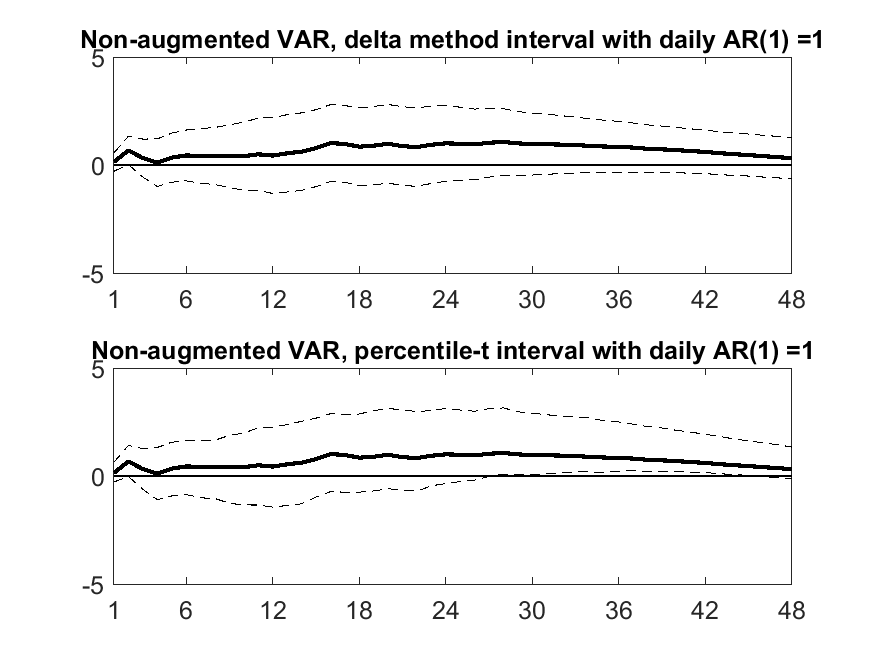 Non-augmented VAR, delta method interval with daily AR(1) =1
5
0
-5
1 6 12 18 24 30 36 42 48
Non-augmented VAR, percentile-t interval with daily AR(1) =1
5
0
-5
1 6 12 18 24 30 36 42 48